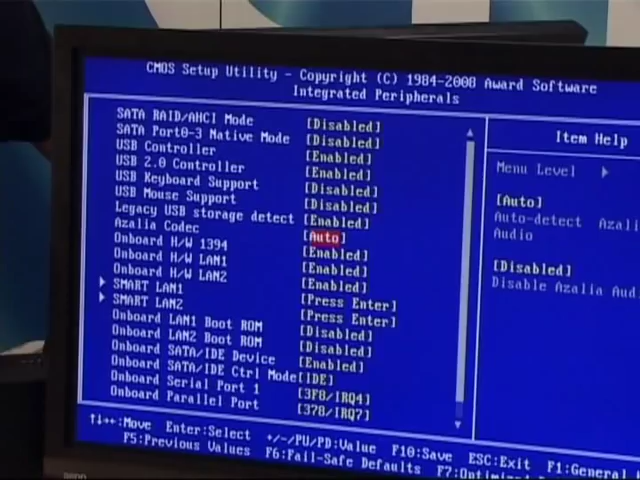 CMOS Setup Utility - Copyright (C) 1984-2008 Award Software
Integrated Peripherals
SATA RAID/AHCI Mode [Disabled]
SATA Port0-3 Native Mode [Disabled]
USB Controller [Enabled]
USB 2.0 Controller [Enabled]
USB Keyboard Support [Disabled]
USB Mouse Support [Disabled]
Legacy USB storage detect [Enabled]
Azalia Codec [Auto]
Onboard H/W 1394 [Enabled]
Onboard H/W LAN1 [Enabled]
Onboard H/W LAN2 [Enabled]
SMART LAN1 [Press Enter]
SMART LAN2 [Press Enter]
Onboard LAN1 Boot ROM [Disabled]
Onboard LAN2 Boot ROM [Disabled]
Onboard SATA/IDE Device [Enabled]
Onboard SATA/IDE Ctrl Mode[IDE]
Onboard Serial Port 1 [3F8/IRQ4]
Onboard Parallel Port [378/IRQ7]
Item Help
Menu Level
[Auto]
Auto-detect Azali
Audio
[Disabled]
Disable Azalia Aud
↑↓→←:Move Enter:Select +/-/PU/PD:Value F10:Save ESC:Exit F1:General H
F5:Previous Values F6:Fail-Safe Defaults F7:Optimized